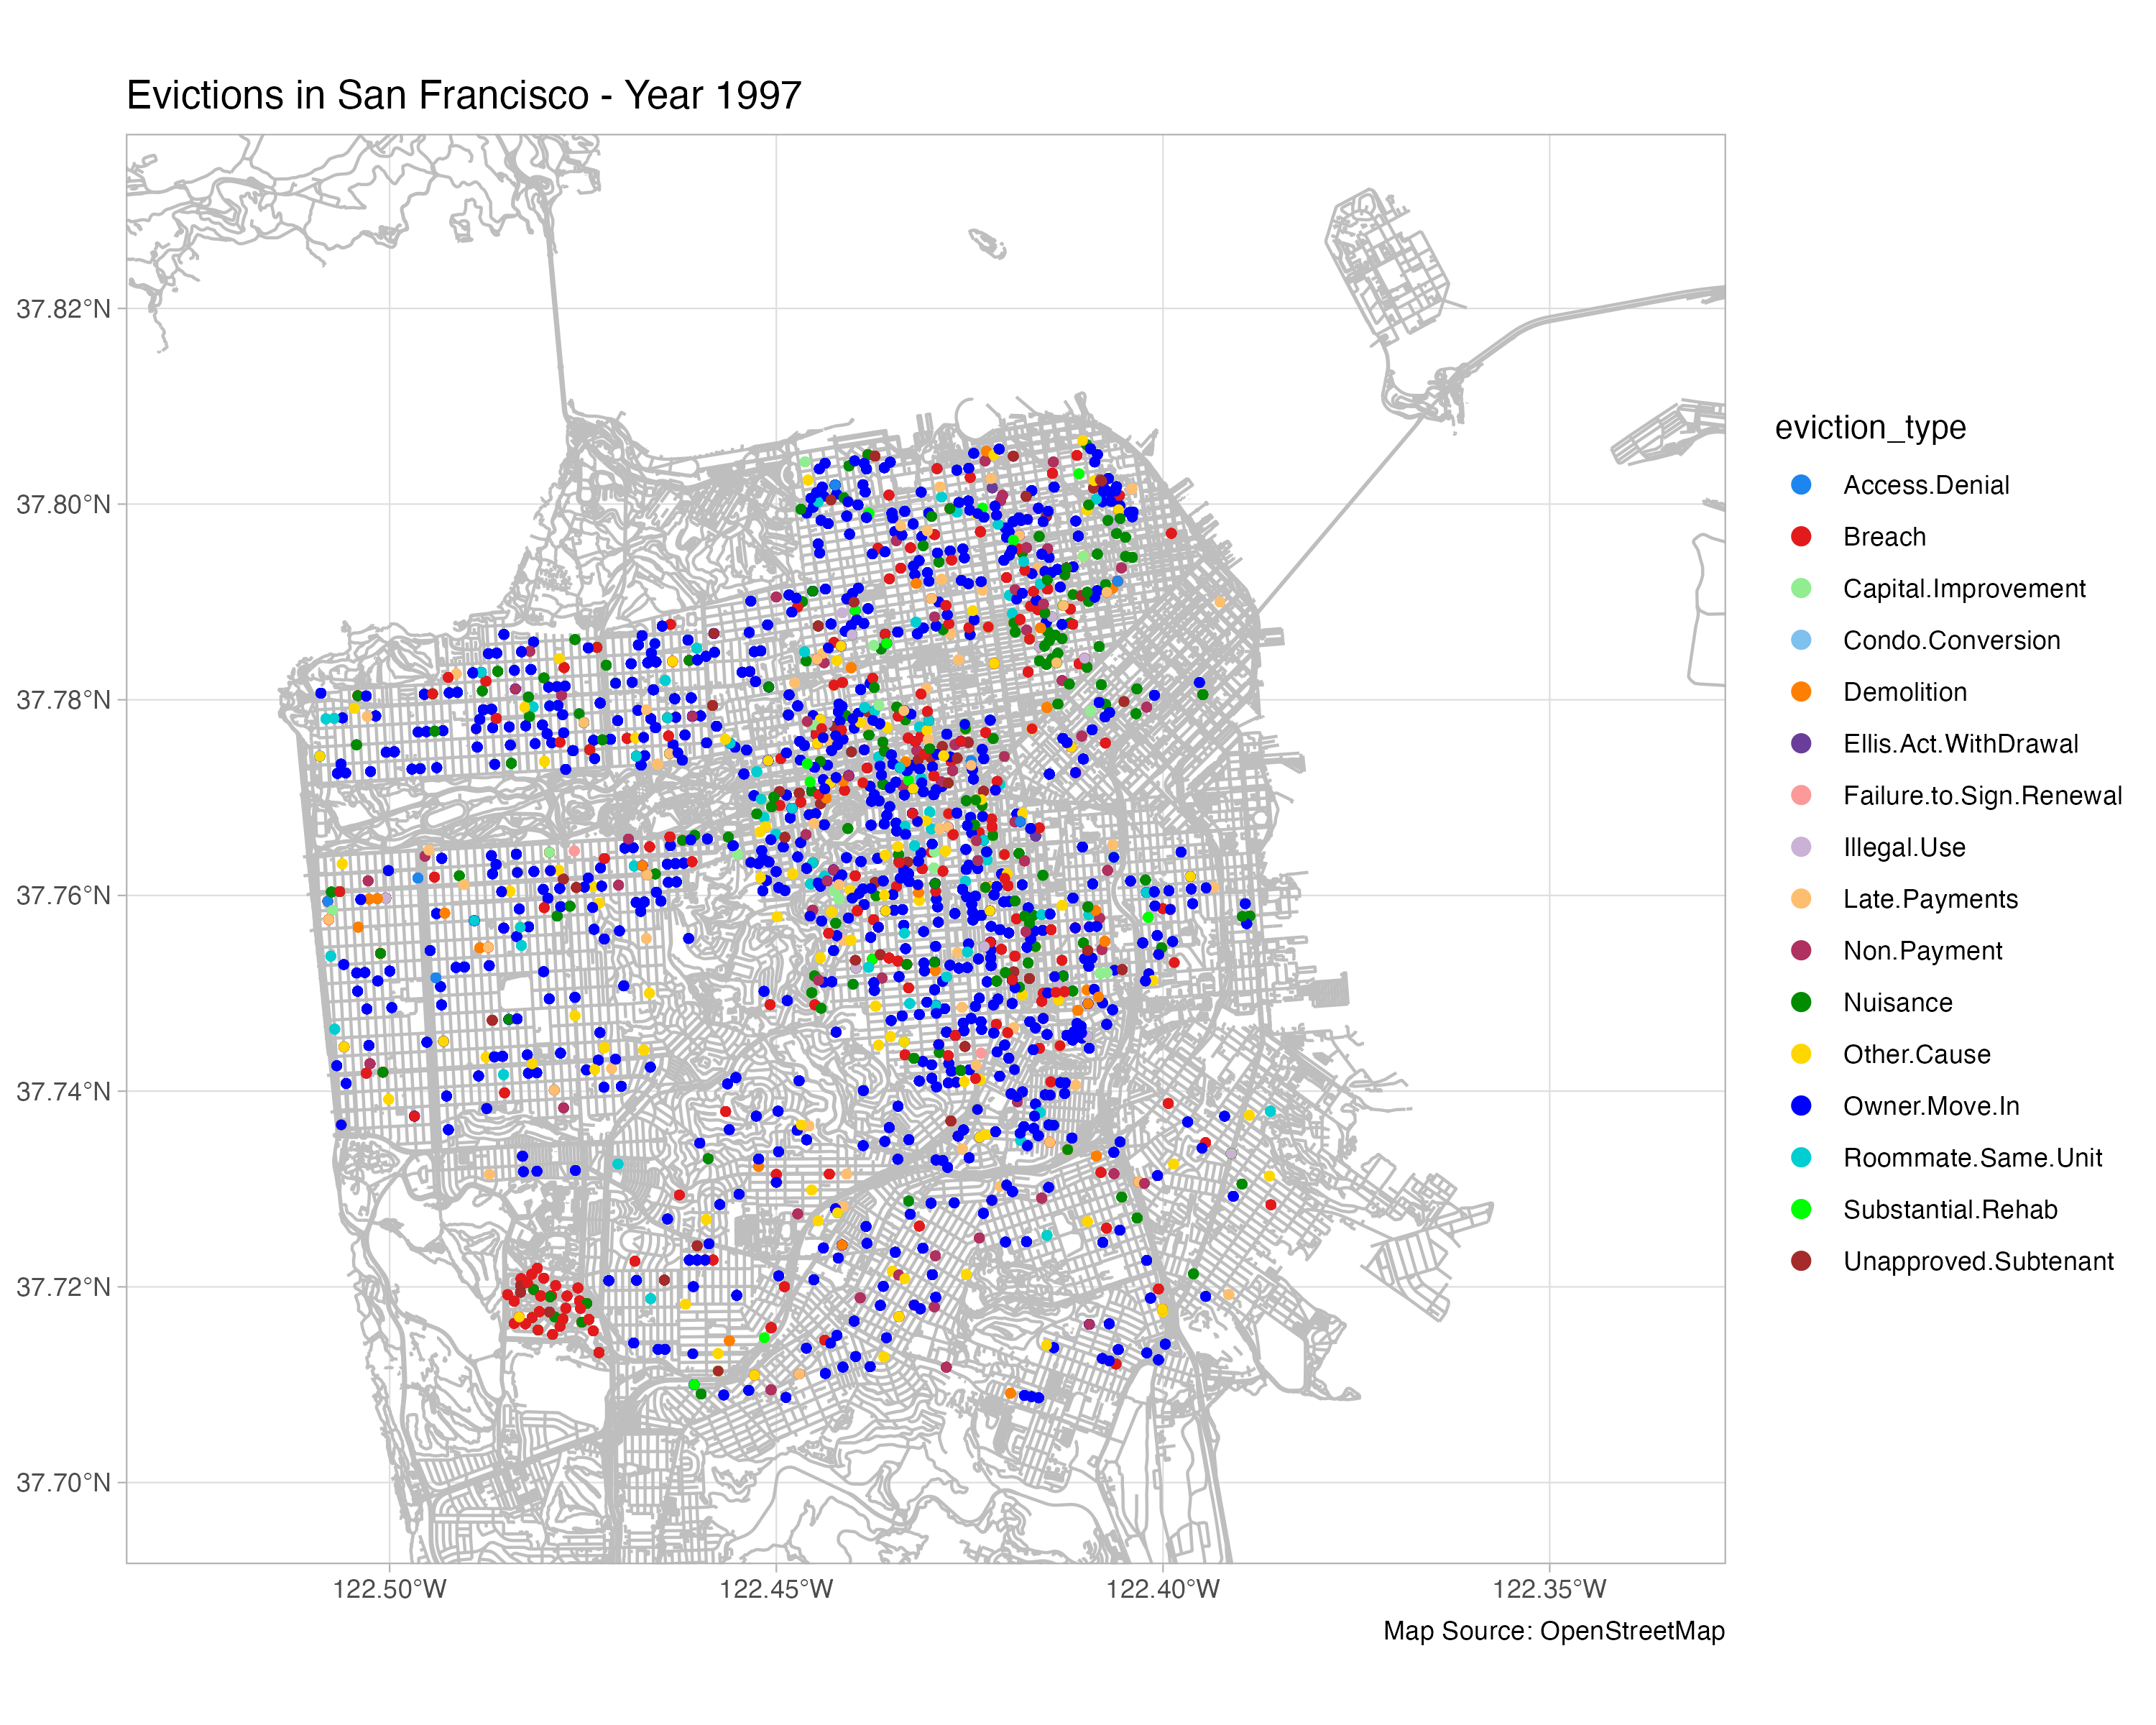 Evictions in San Francisco - Year 1997
37.82°N
37.80°N
37.78°N
37.76°N
37.74°N
37.72°N
37.70°N
122.50°W
122.45°W
122.40°W
122.35°W
Map Source: OpenStreetMap
eviction_type
Access.Denial
Breach
Capital.Improvement
Condo.Conversion
Demolition
Ellis.Act.WithDrawal
Failure.to.Sign.Renewal
Illegal.Use
Late.Payments
Non.Payment
Nuisance
Other.Cause
Owner.Move.In
Roommate.Same.Unit
Substantial.Rehab
Unapproved.Subtenant